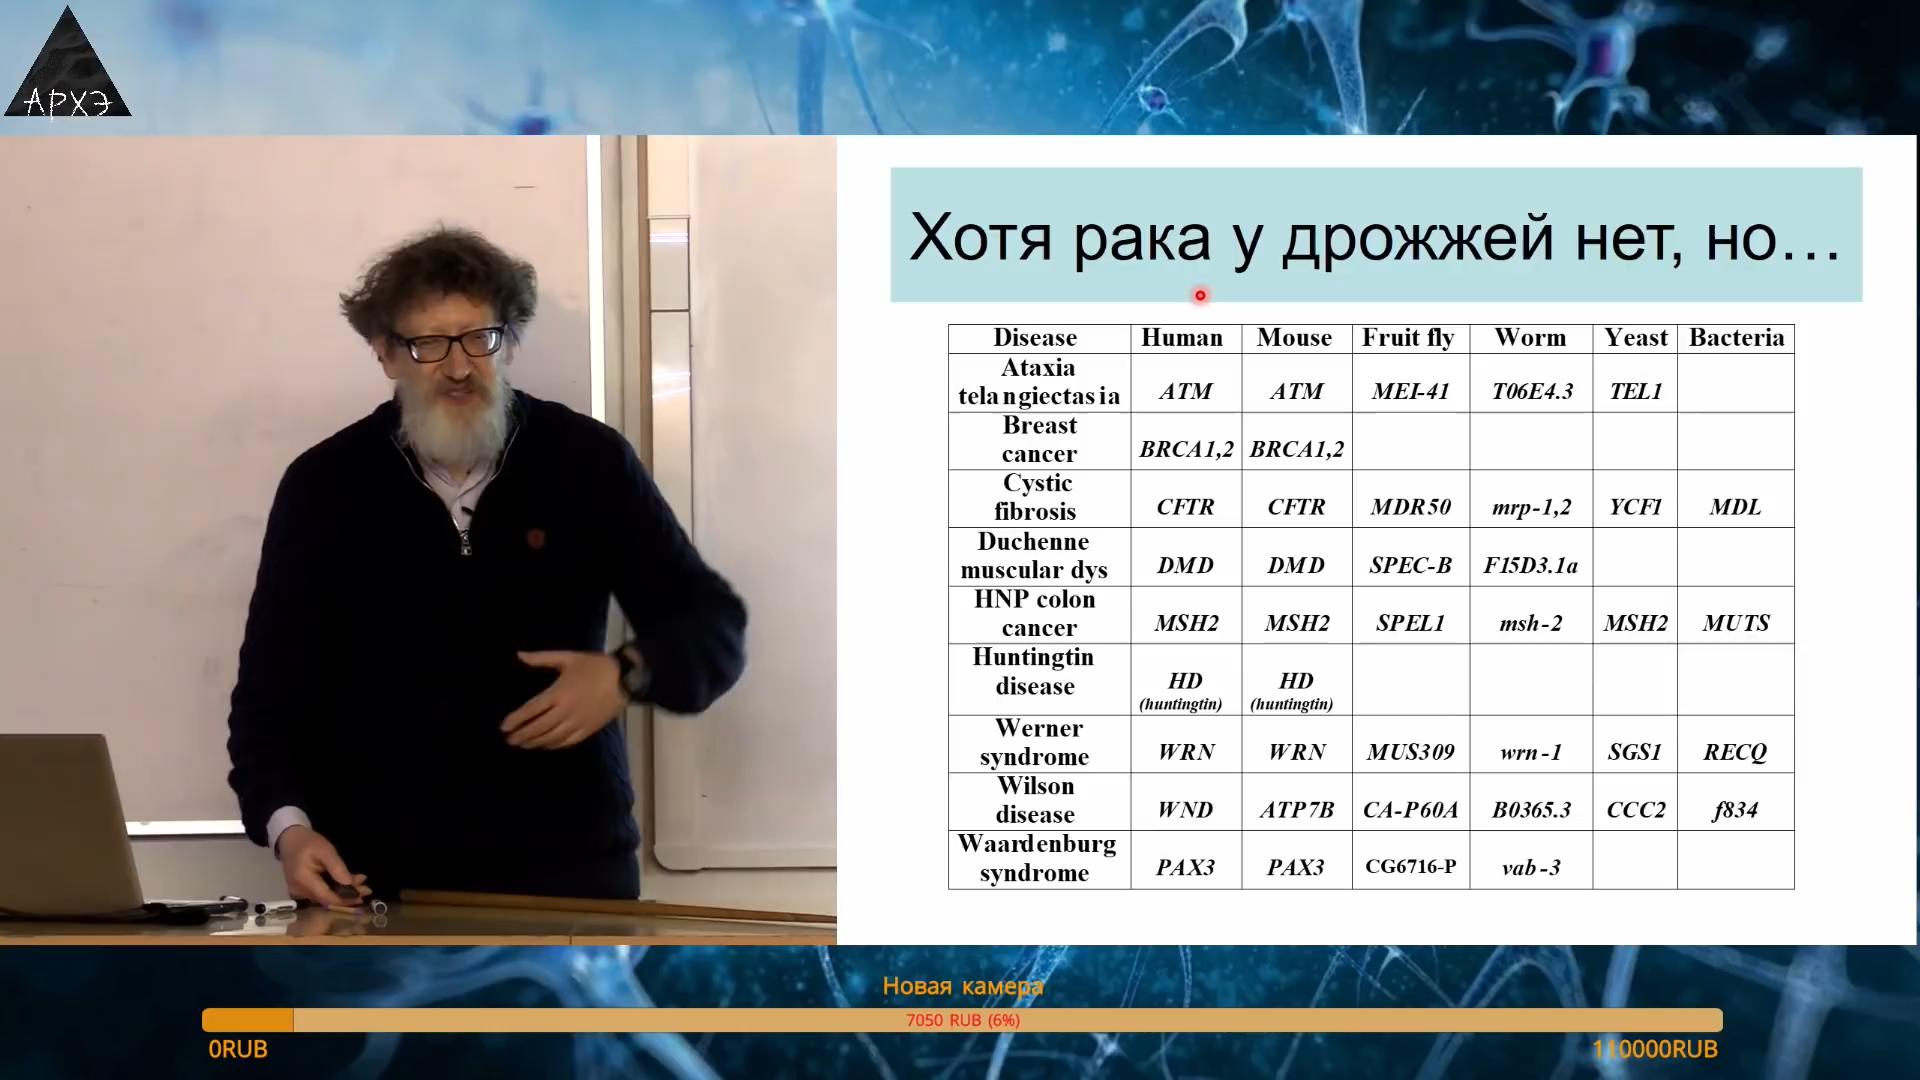 АРХЭ
Хотя рака у дрожжей нет, но…
Disease Human Mouse Fruit fly Worm Yeast Bacteria
Ataxia
telangiectasia ATM ATM MEI-41 T06E4.3 TEL1
Breast
cancer BRCA1,2 BRCA1,2
Cystic
fibrosis CFTR CFTR MDR50 mrp-1,2 YCF1 MDL
Duchenne
muscular dys DMD DMD SPEC-B F15D3.1a
HNP colon
cancer MSH2 MSH2 SPEL1 msh-2 MSH2 MUTS
Huntingtin
disease HD HD
(huntingtin) (huntingtin)
Werner
syndrome WRN WRN MUS309 wrn-1 SGS1 RECQ
Wilson
disease WND ATP7B CA-P60A B0365.3 CCC2 f834
Waardenburg
syndrome PAX3 PAX3 CG6716-P vab-3
Новая камера
7050 RUB (6%)
0RUB 110000RUB